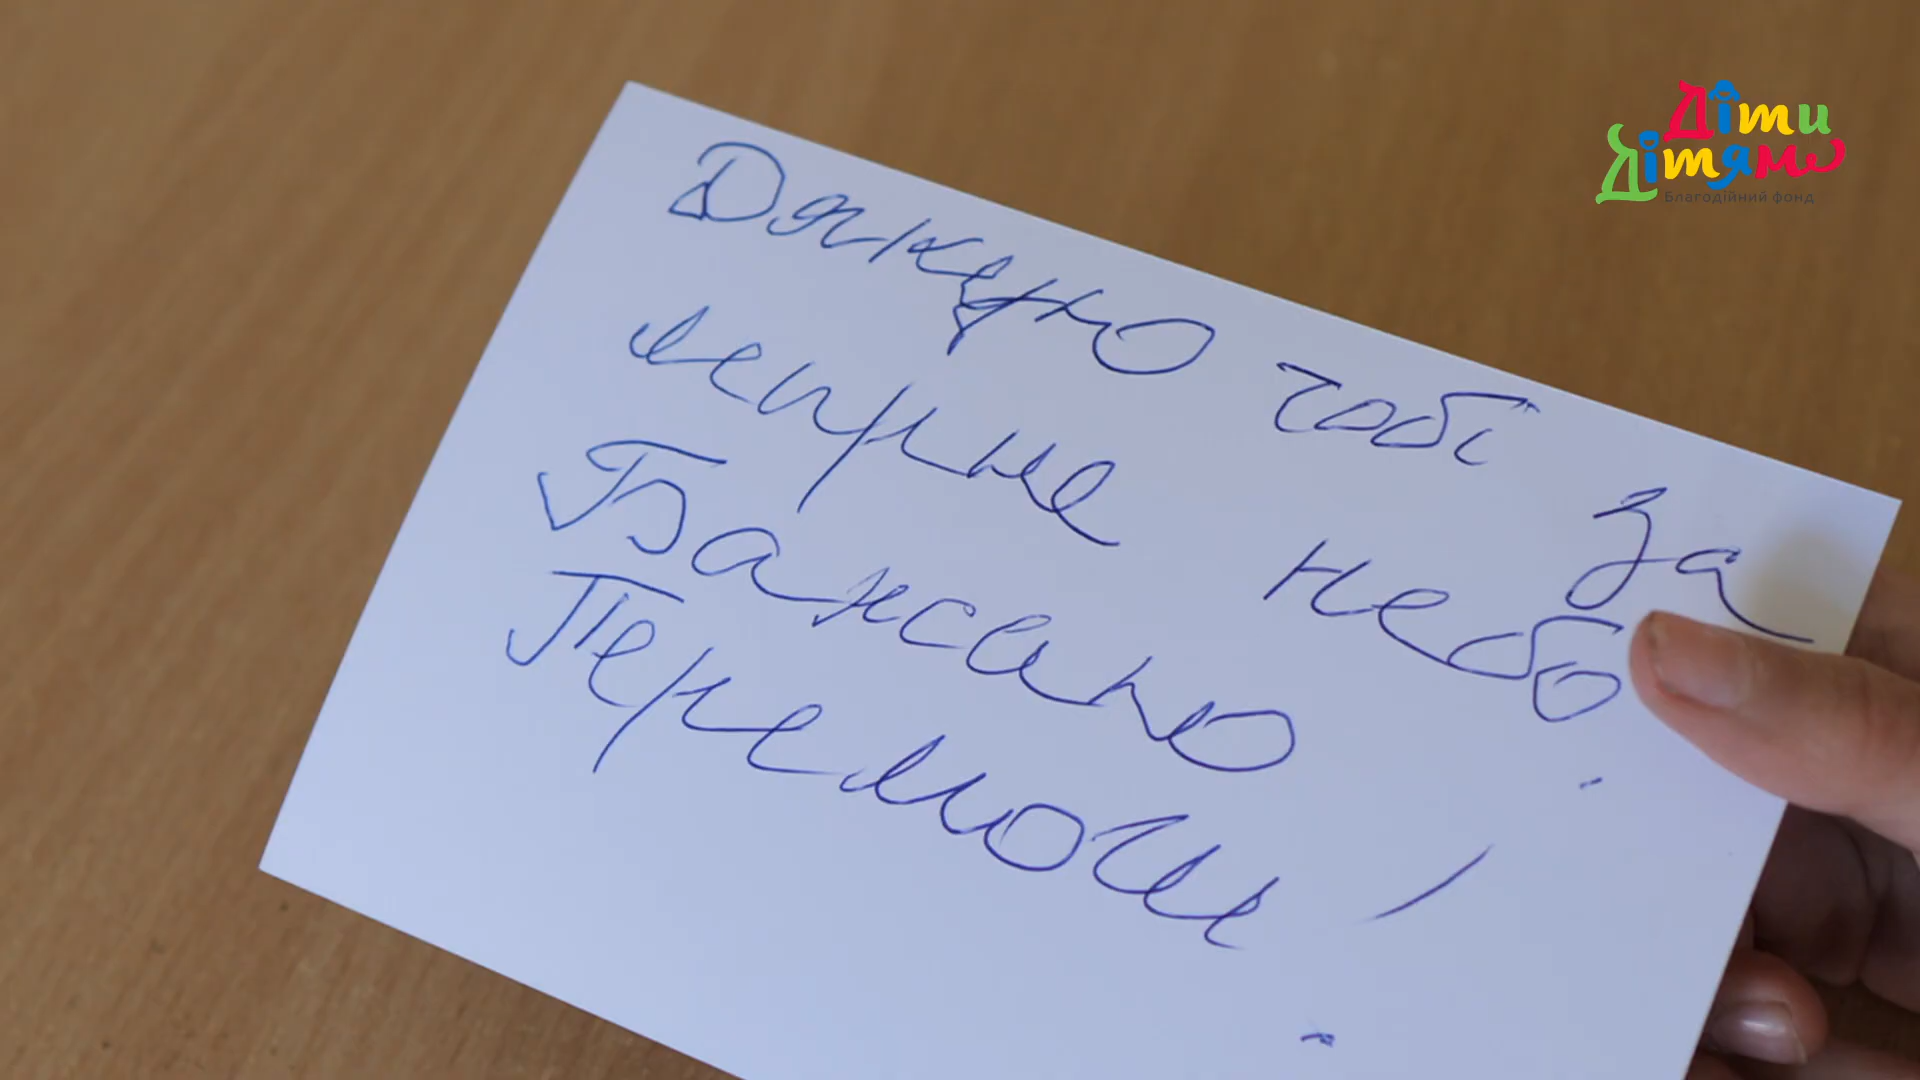 Дякую тобі за
мирне небо.
Бажаю
Перемоги!
Діти
Дітям
Благодійний фонд